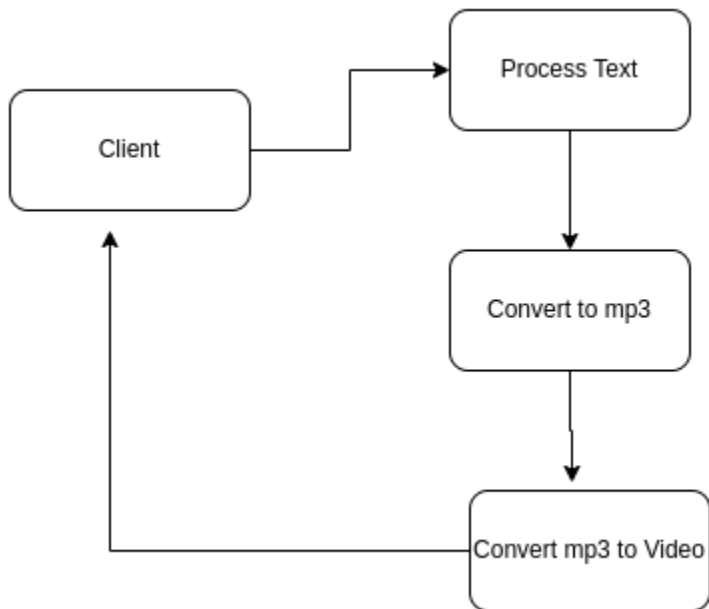 Process Text
Client
Convert to mp3
Convert mp3 to Video